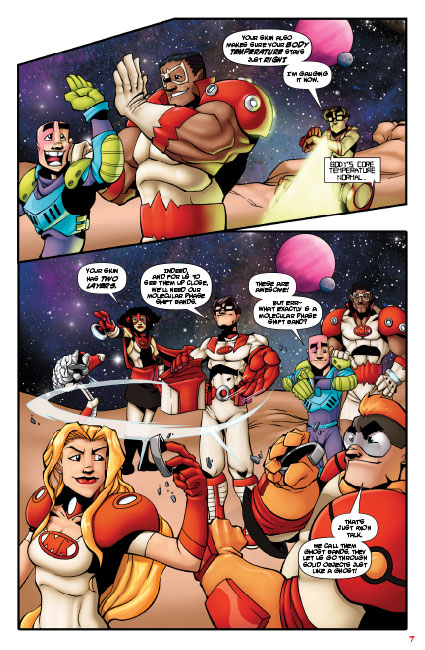 YOUR SKIN ALSO
MAKES SURE YOUR BODY
TEMPERATURE STAYS
JUST RIGHT.
I'M GAUGING
IT NOW.
BODY'S CORE
TEMPERATURE
NORMAL.
YOUR SKIN
HAS TWO
LAYERS.
INDEED,
AND FOR US TO
SEE THEM UP CLOSE,
WE'LL NEED OUR
MOLECULAR PHASE
SHIFT BANDS.
THESE ARE
AWESOME!
BUT ERR-
WHAT EXACTLY IS A
MOLECULAR PHASE
SHIFT BAND?
THAT'S
JUST AXON
TALK.
WE CALL THEM
GHOST BANDS. THEY
LET US GO THROUGH
SOLID OBJECTS JUST
LIKE A GHOST!
7